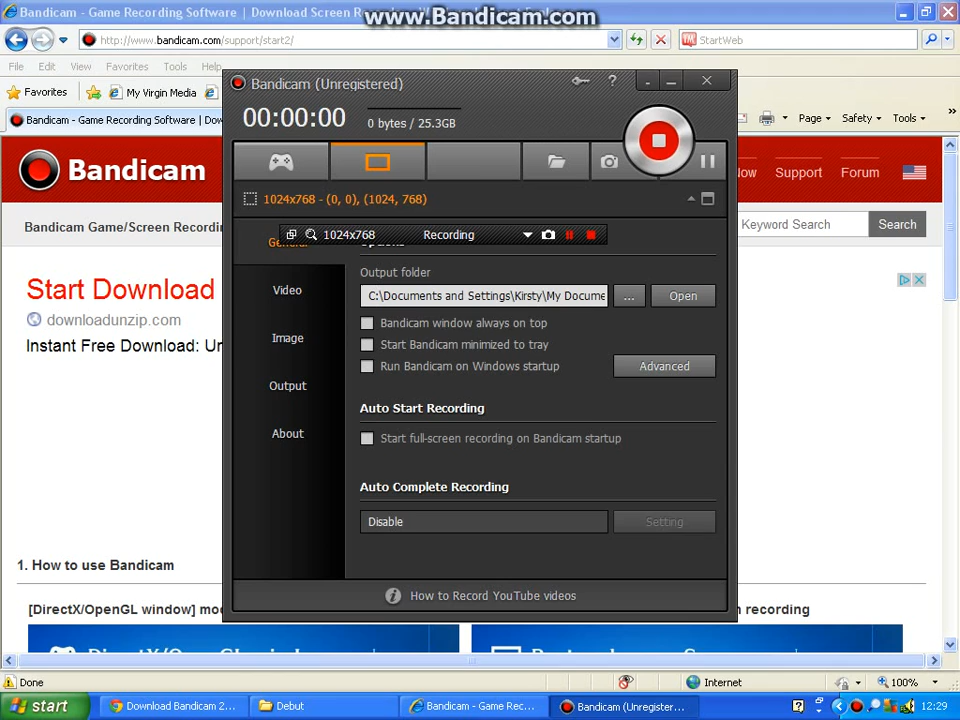 Bandicam - Game Recording Software | Download Screen
www.Bandicam.com
http://www.bandicam.com/support/start2/
StartWeb
File Edit View Favorites Tools Help
Favorites
My Virgin Media
Bandicam - Game Recording Software | Dow
Page
Safety
Tools
Bandicam
Support
Forum
Bandicam Game/Screen
Keyword Search
Search
Start Download
downloadunzip.com
Instant Free Download:
1. How to use Bandicam
[DirectX/OpenGL window]
recording
Bandicam (Unregistered)
00:00:00
0 bytes / 25.3GB
1024x768 - (0, 0), (1024, 768)
1024x768
Recording
General
Options
Video
Image
Output
About
Output folder
C:\Documents and Settings\Kirsty\My Docume
...
Open
Bandicam window always on top
Start Bandicam minimized to tray
Run Bandicam on Windows startup
Advanced
Auto Start Recording
Start full-screen recording on Bandicam startup
Auto Complete Recording
Disable
Setting
How to Record YouTube videos
Done
Internet
100%
start
Download Bandicam 2...
Debut
Bandicam - Game Rec...
Bandicam (Unregister...
12:29